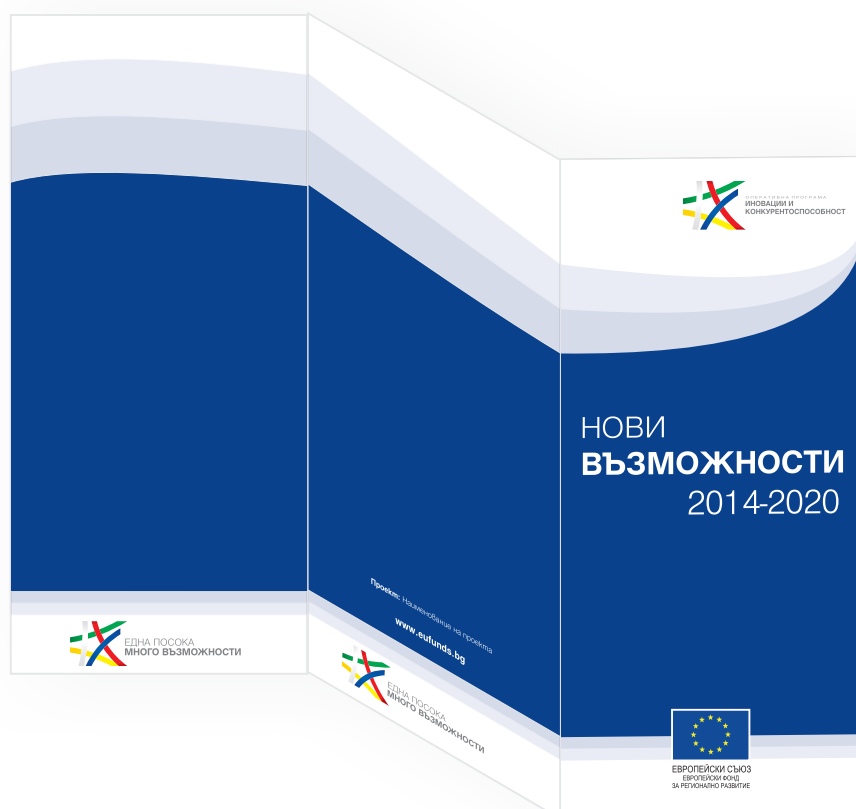 ЕДНА ПОСОКА
МНОГО ВЪЗМОЖНОСТИ
Проект: Наименование на проекта
www.eufunds.bg
ЕДНА ПОСОКА
МНОГО ВЪЗМОЖНОСТИ
ОПЕРАТИВНА ПРОГРАМА
ИНОВАЦИИ И
КОНКУРЕНТОСПОСОБНОСТ
НОВИ
ВЪЗМОЖНОСТИ
2014-2020
ЕВРОПЕЙСКИ СЪЮЗ
ЕВРОПЕЙСКИ ФОНД
ЗА РЕГИОНАЛНО РАЗВИТИЕ